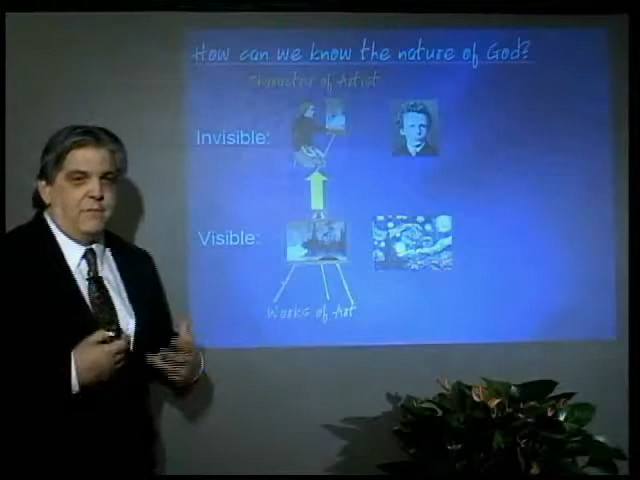 How can we know the nature of God?
Character of Artist
Invisible:
Visible:
Works of Art